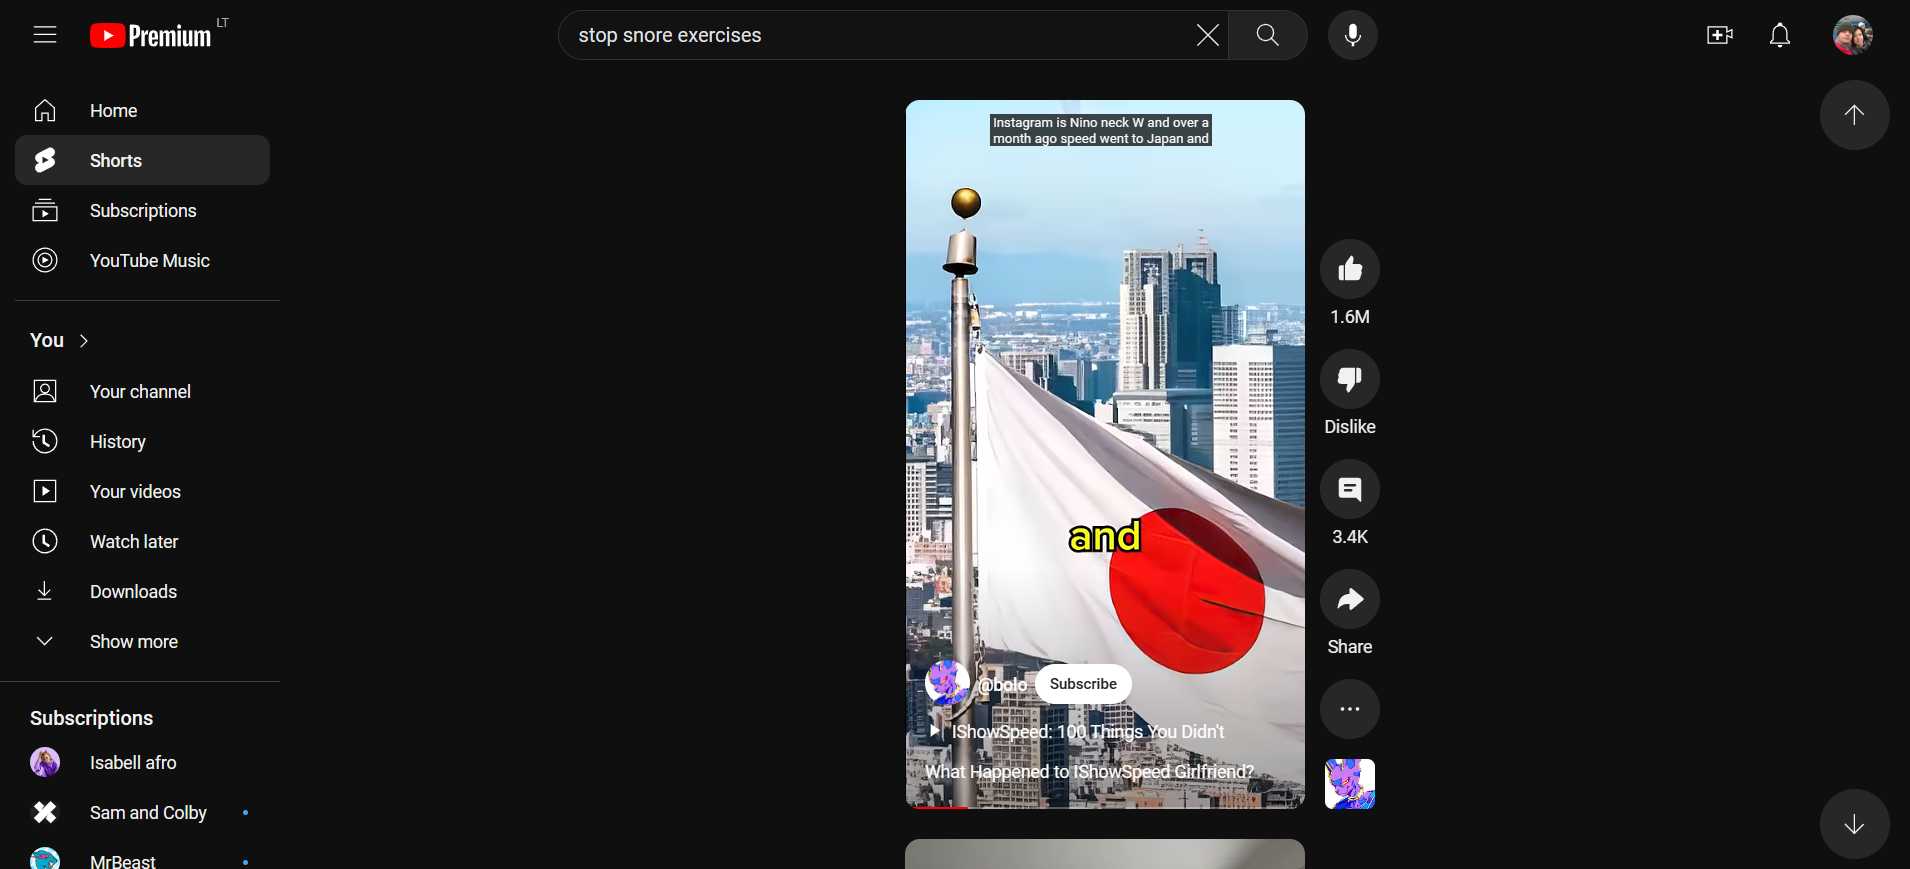 Premium LT
stop snore exercises
Home
Shorts
Subscriptions
YouTube Music
You
Your channel
History
Your videos
Watch later
Downloads
Show more
Subscriptions
Isabell afro
Sam and Colby
MrBeast
Instagram is Nino neck W and over a
month ago speed went to Japan and
and
@bolo Subscribe
IShowSpeed: 100 Things You Didn't
What Happened to IShowSpeed Girlfriend?
1.6M
Dislike
3.4K
Share